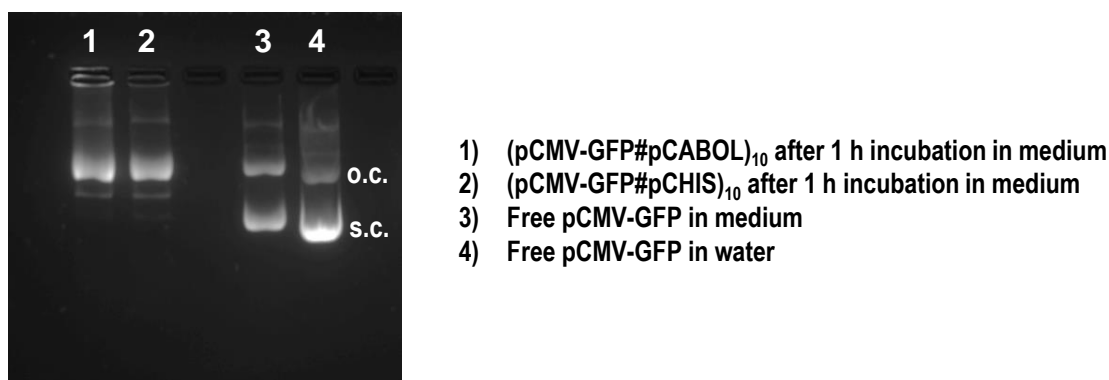 1 2 3 4
o.c.
s.c.
1) (pCMV-GFP#pCABOL)₁₀ after 1 h incubation in medium
2) (pCMV-GFP#pCHIS)₁₀ after 1 h incubation in medium
3) Free pCMV-GFP in medium
4) Free pCMV-GFP in water